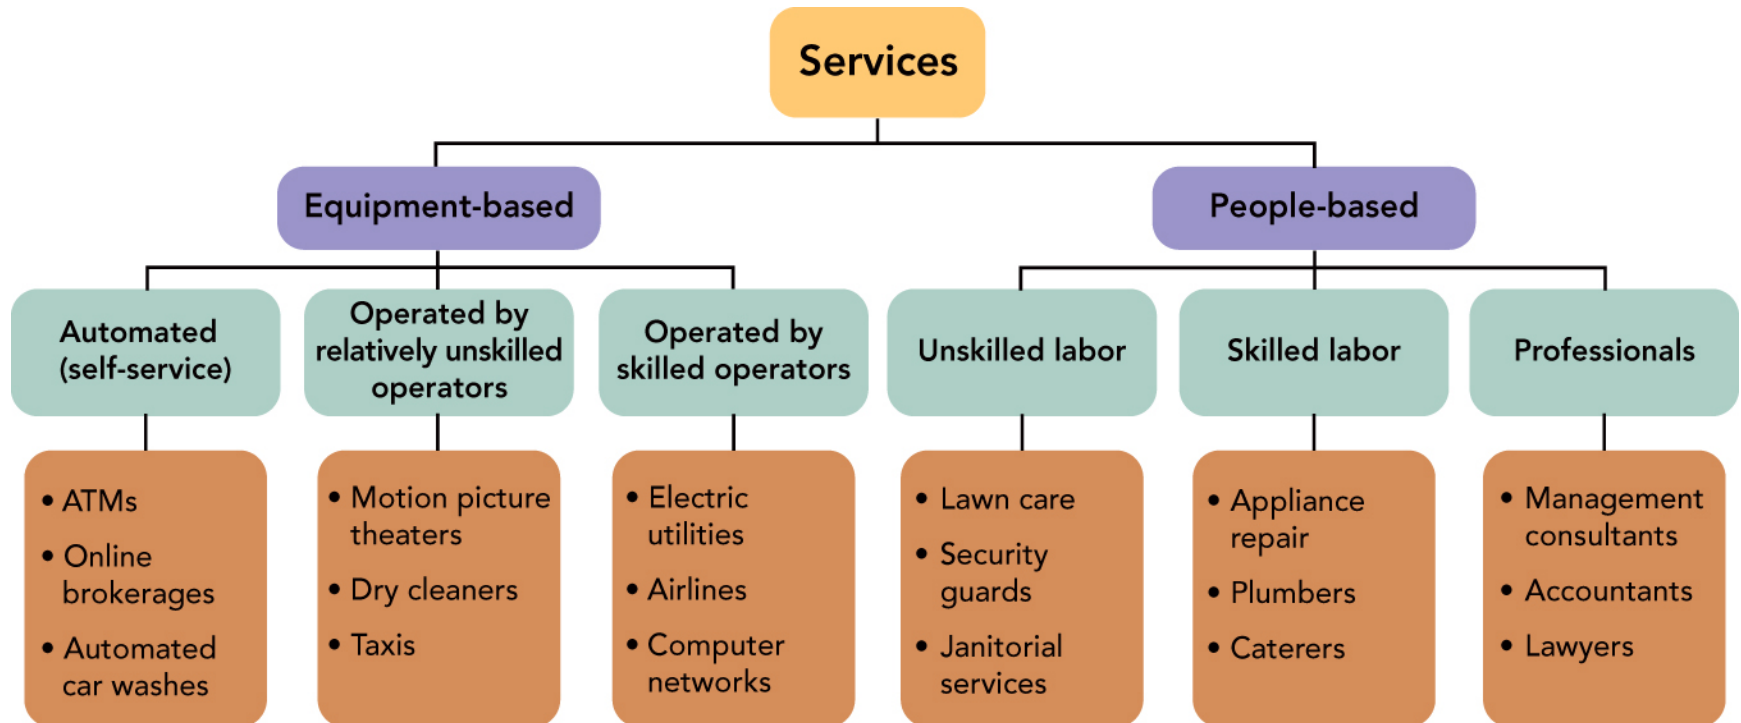 Services
Equipment-based
People-based
Automated
(self-service)
Operated by
relatively unskilled
operators
Operated by
skilled operators
Unskilled labor
Skilled labor
Professionals
• ATMs
• Online
brokerages
• Automated
car washes
• Motion picture
theaters
• Dry cleaners
• Taxis
• Electric
utilities
• Airlines
• Computer
networks
• Lawn care
• Security
guards
• Janitorial
services
• Appliance
repair
• Plumbers
• Caterers
• Management
consultants
• Accountants
• Lawyers